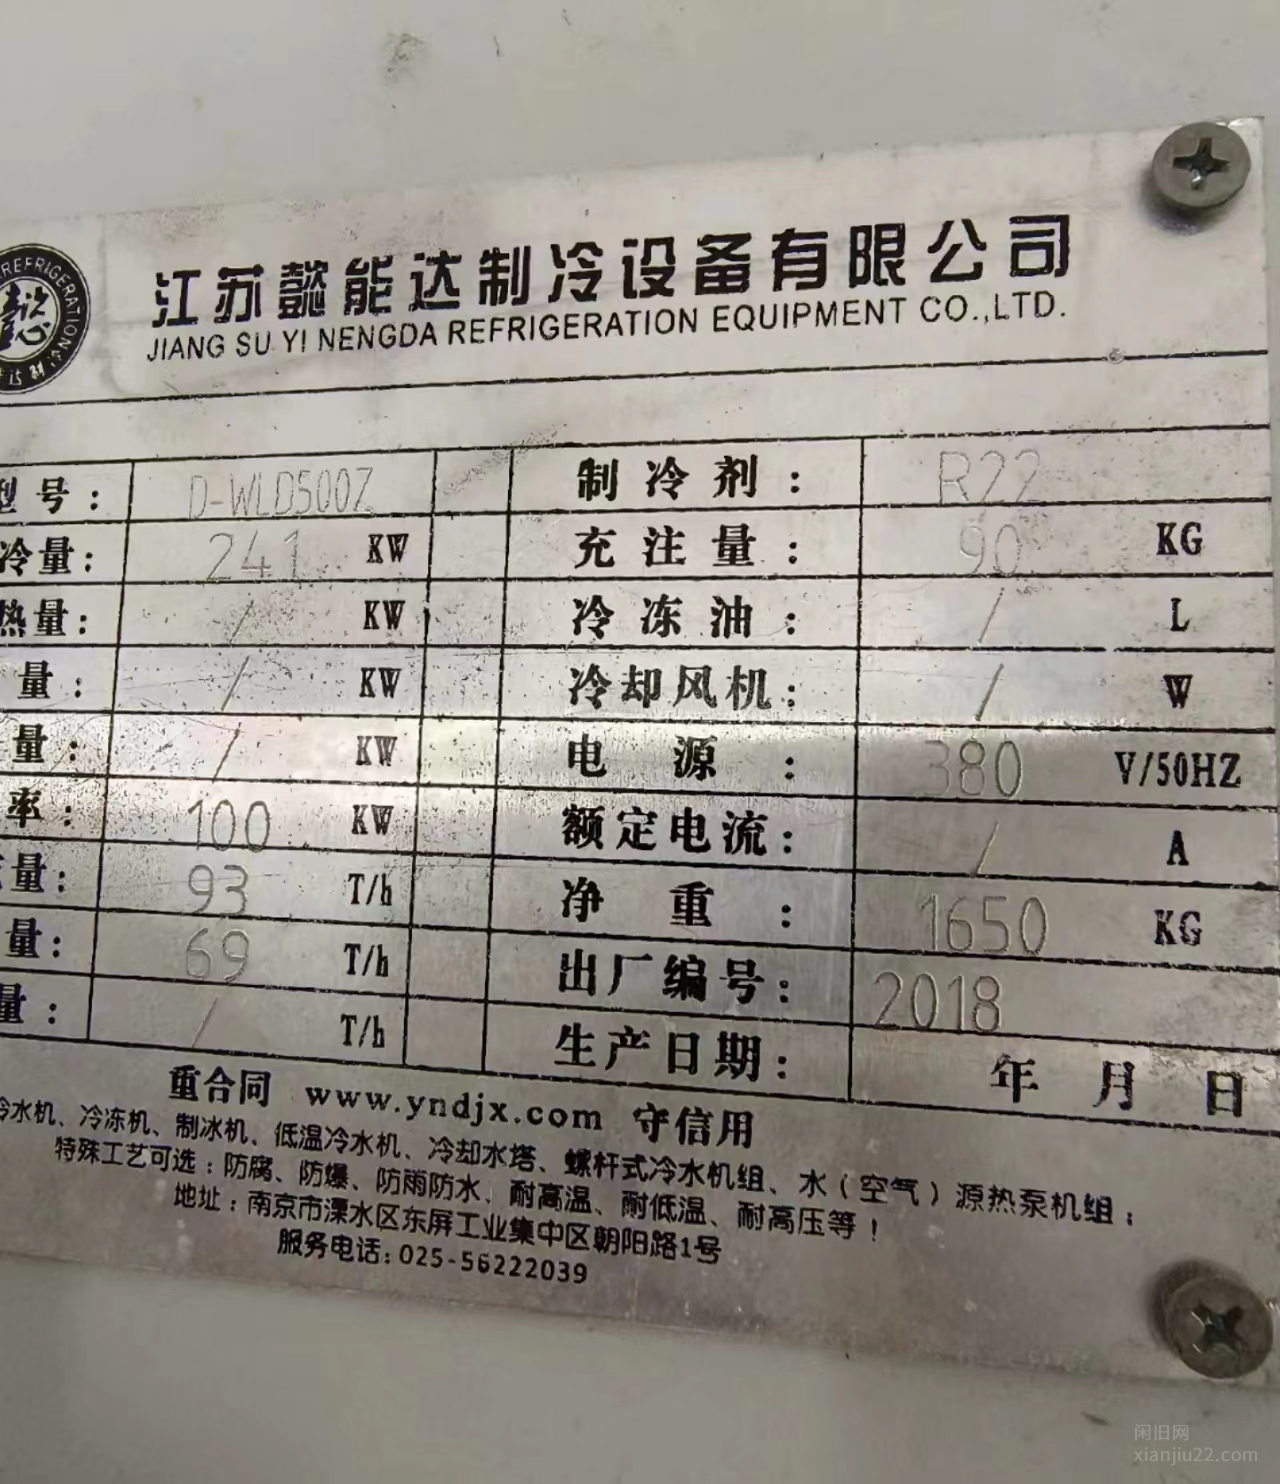 REFRIGERATION
江苏懿能达制冷设备有限公司
JIANG SU YI NENGDA REFRIGERATION EQUIPMENT CO.,LTD.
型号: D-WLD500Z 制冷剂: R22
冷量: 241 KW 充注量: 90 KG
热量: / KW 冷冻油: / L
量: / KW 冷却风机: / W
量: / KW 电源: 380 V/50HZ
率: 100 KW 额定电流: / A
量: 93 T/h 净重: 1650 KG
量: 69 T/h 出厂编号: 2018
量: / T/h 生产日期: 年 月 日
重合同 www.yndjx.com 守信用
冷水机、冷冻机、制冰机、低温冷水机、冷却水塔、螺杆式冷水机组、水(空气)源热泵机组;
特殊工艺可选:防腐、防爆、防雨防水、耐高温、耐低温、耐高压等!
地址:南京市溧水区东屏工业集中区朝阳路1号
服务电话:025-56222039
闲旧网
xianjiu22.com